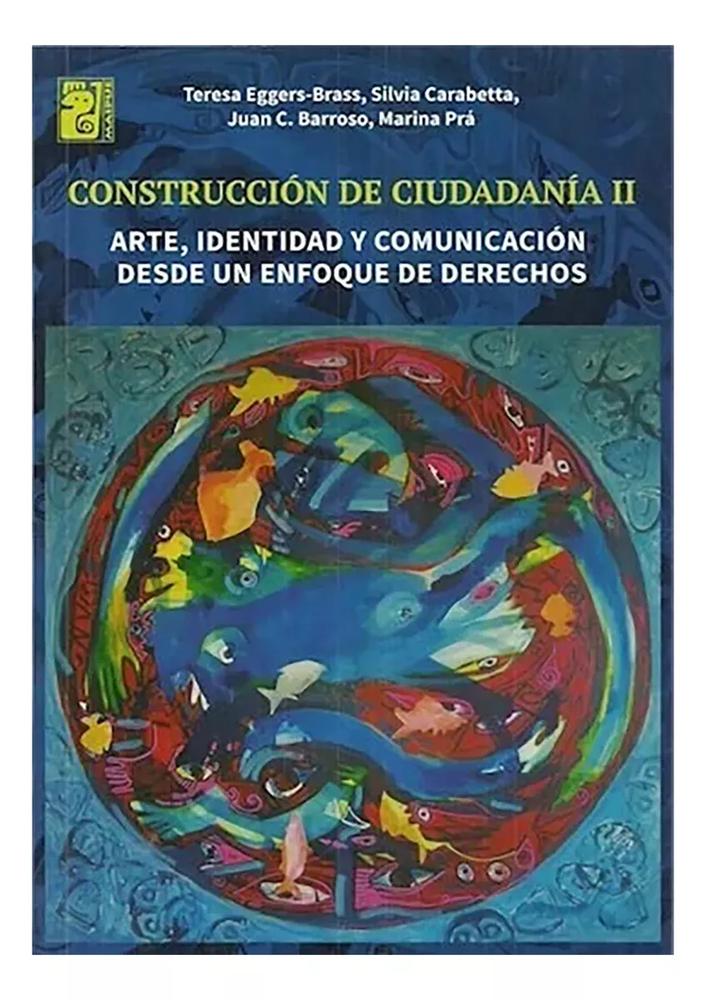 MAIPUE
Teresa Eggers-Brass, Silvia Carabetta,
Juan C. Barroso, Marina Prá
CONSTRUCCIÓN DE CIUDADANÍA II
ARTE, IDENTIDAD Y COMUNICACIÓN
DESDE UN ENFOQUE DE DERECHOS